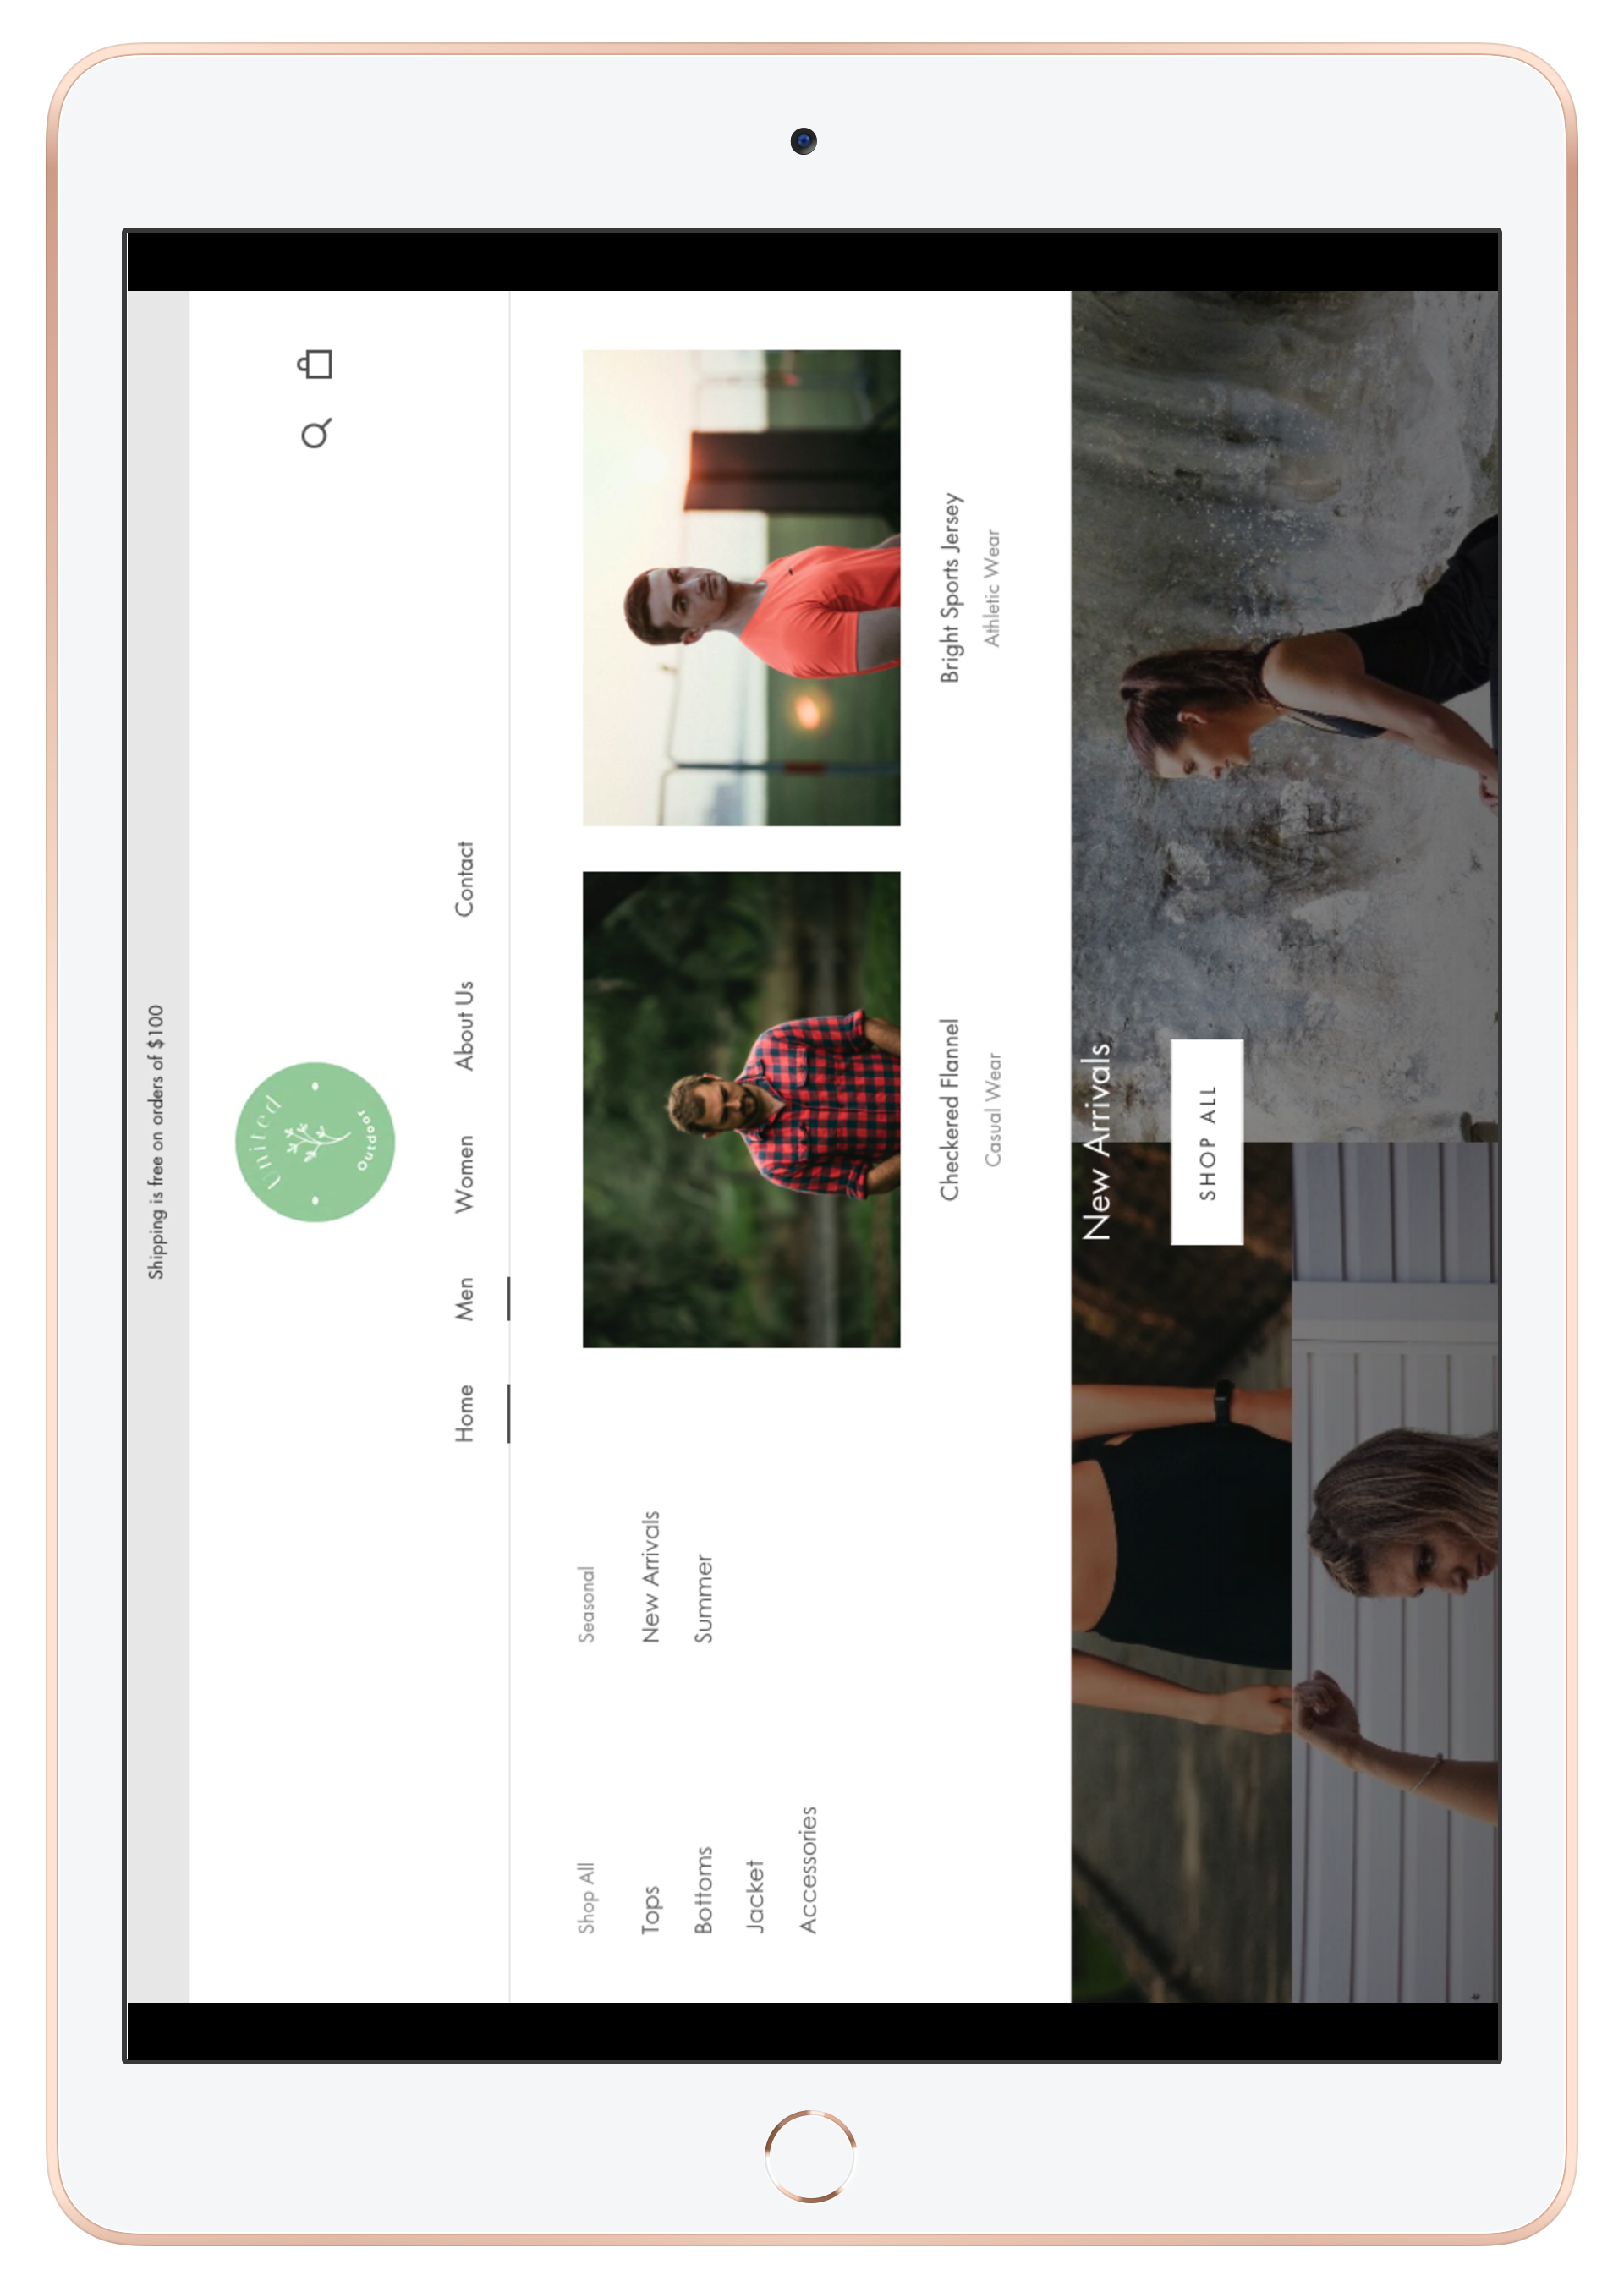 Shipping is free on orders of $100
United
Outdoor
Home Men Women About Us Contact
Shop All
Tops
Bottoms
Jacket
Accessories
Seasonal
New Arrivals
Summer
Checkered Flannel
Casual Wear
Bright Sports Jersey
Athletic Wear
New Arrivals
SHOP ALL